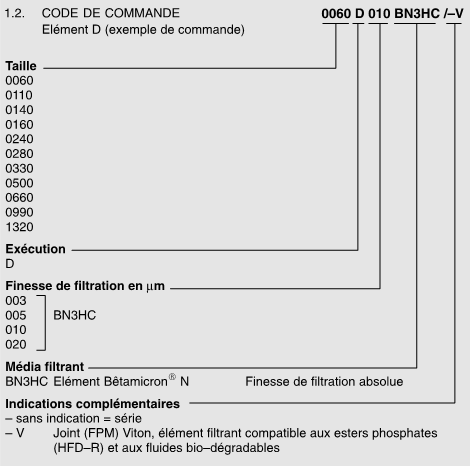 1.2. CODE DE COMMANDE 0060 D 010 BN3HC /–V
Elément D (exemple de commande)
Taille
0060
0110
0140
0160
0240
0280
0330
0500
0660
0990
1320
Exécution
D
Finesse de filtration en µm
003
005 BN3HC
010
020
Média filtrant
BN3HC Elément Bêtamicron® N Finesse de filtration absolue
Indications complémentaires
– sans indication = série
– V Joint (FPM) Viton, élément filtrant compatible aux esters phosphates
(HFD–R) et aux fluides bio–dégradables